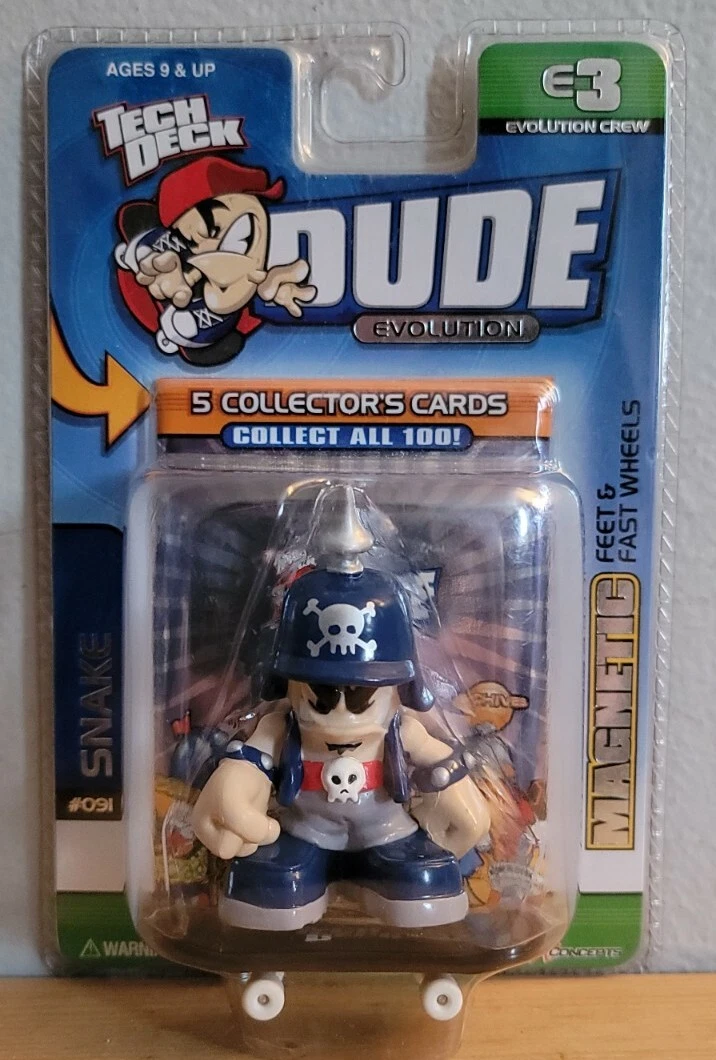 AGES 9 & UP
TECH
DECK
DUDE
EVOLUTION
E3
EVOLUTION CREW
5 COLLECTOR'S CARDS
COLLECT ALL 100!
FEET &
FAST WHEELS
MAGNETIC
SNAKE
#091
CONCEPTS